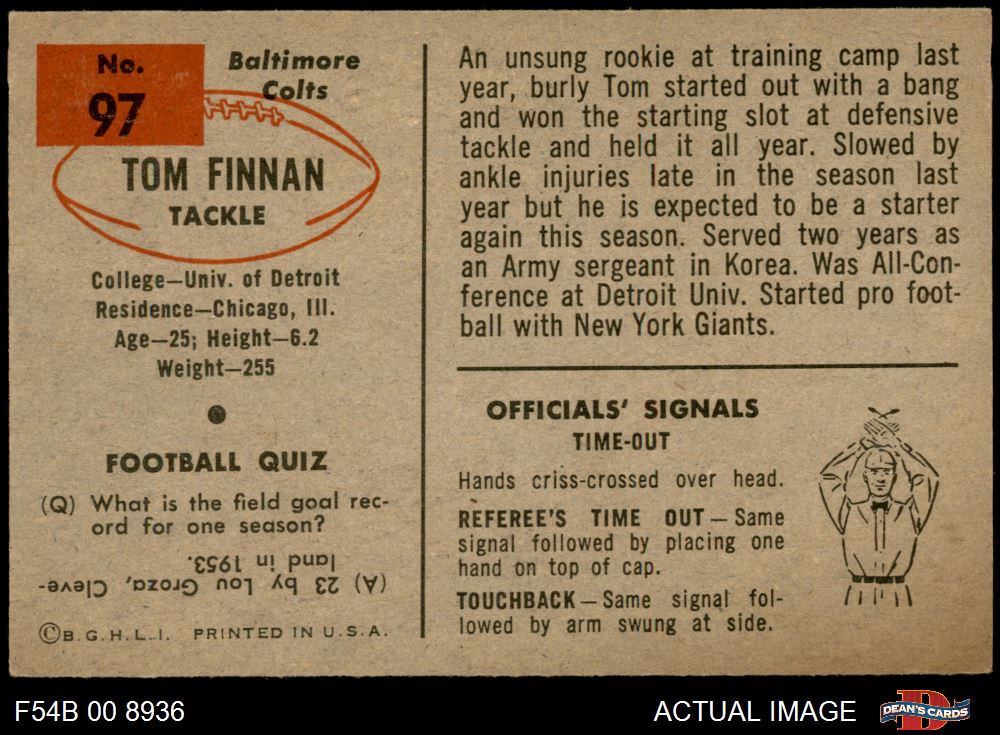 No.
97
Baltimore
Colts
TOM FINNAN
TACKLE
College—Univ. of Detroit
Residence—Chicago, Ill.
Age—25; Height—6.2
Weight—255
FOOTBALL QUIZ
(Q) What is the field goal rec-
ord for one season?
(A) 23 by Lou Groza, Cleve-
land in 1953.
©B.G.H.L.I. PRINTED IN U.S.A.
An unsung rookie at training camp last
year, burly Tom started out with a bang
and won the starting slot at defensive
tackle and held it all year. Slowed by
ankle injuries late in the season last
year but he is expected to be a starter
again this season. Served two years as
an Army sergeant in Korea. Was All-Con-
ference at Detroit Univ. Started pro foot-
ball with New York Giants.
OFFICIALS' SIGNALS
TIME-OUT
Hands criss-crossed over head.
REFEREE'S TIME OUT—Same
signal followed by placing one
hand on top of cap.
TOUCHBACK—Same signal fol-
lowed by arm swung at side.
F54B 00 8936
ACTUAL IMAGE
D
DEAN'S CARDS